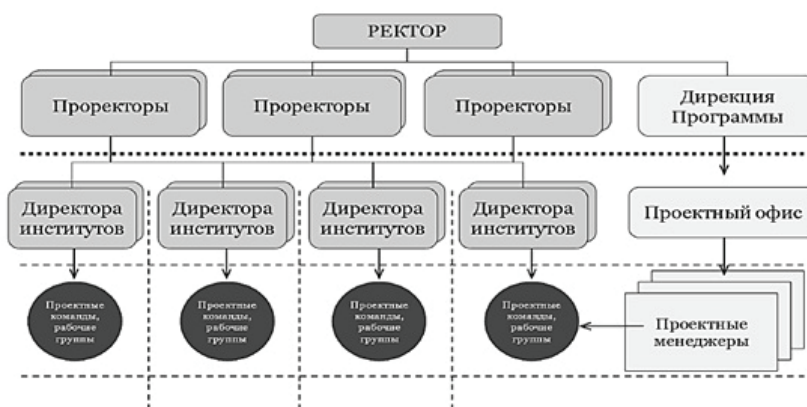 РЕКТОР
Проректоры
Проректоры
Проректоры
Дирекция
Программы
Директора
институтов
Директора
институтов
Директора
институтов
Директора
институтов
Проектный офис
Проектные
команды,
рабочие
группы
Проектные
команды,
рабочие
группы
Проектные
команды,
рабочие
группы
Проектные
команды,
рабочие
группы
Проектные
менеджеры